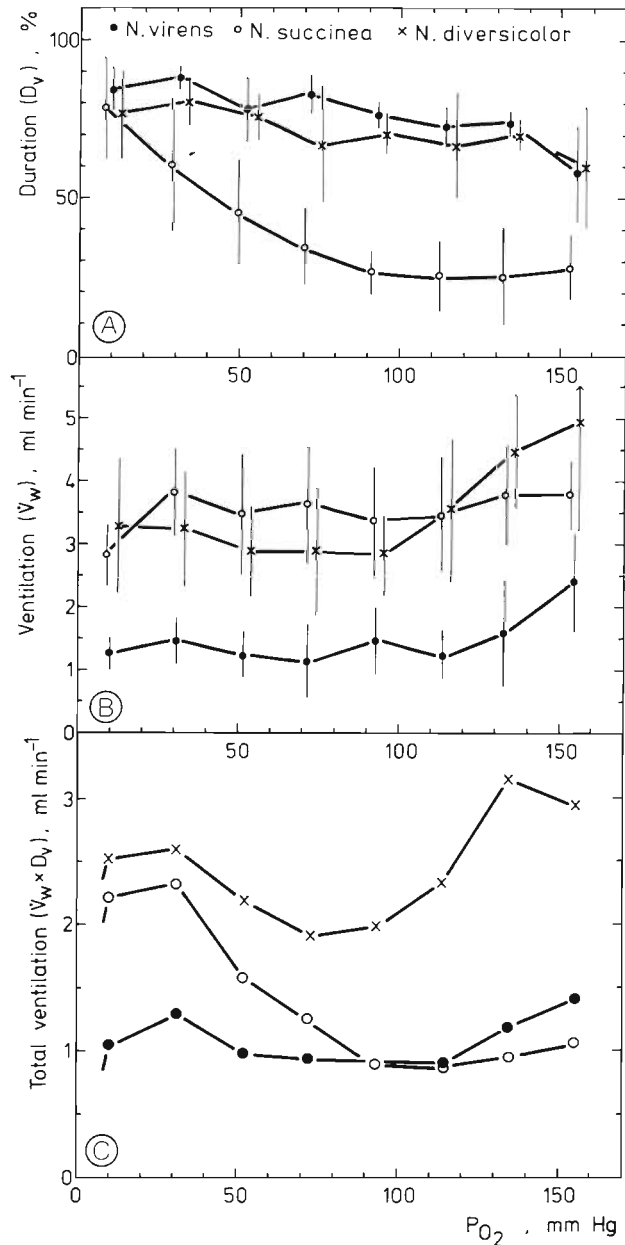 100
● N. virens ○ N. succinea × N. diversicolor
Duration (Dv) , %
50
A
0
50 100 150
5
4
3
2
1
0
Ventilation (V̇w) , ml min⁻¹
B
50 100 150
3
2
1
0
Total ventilation (V̇w × Dv) , ml min⁻¹
C
0 50 100 150
PO₂ , mm Hg